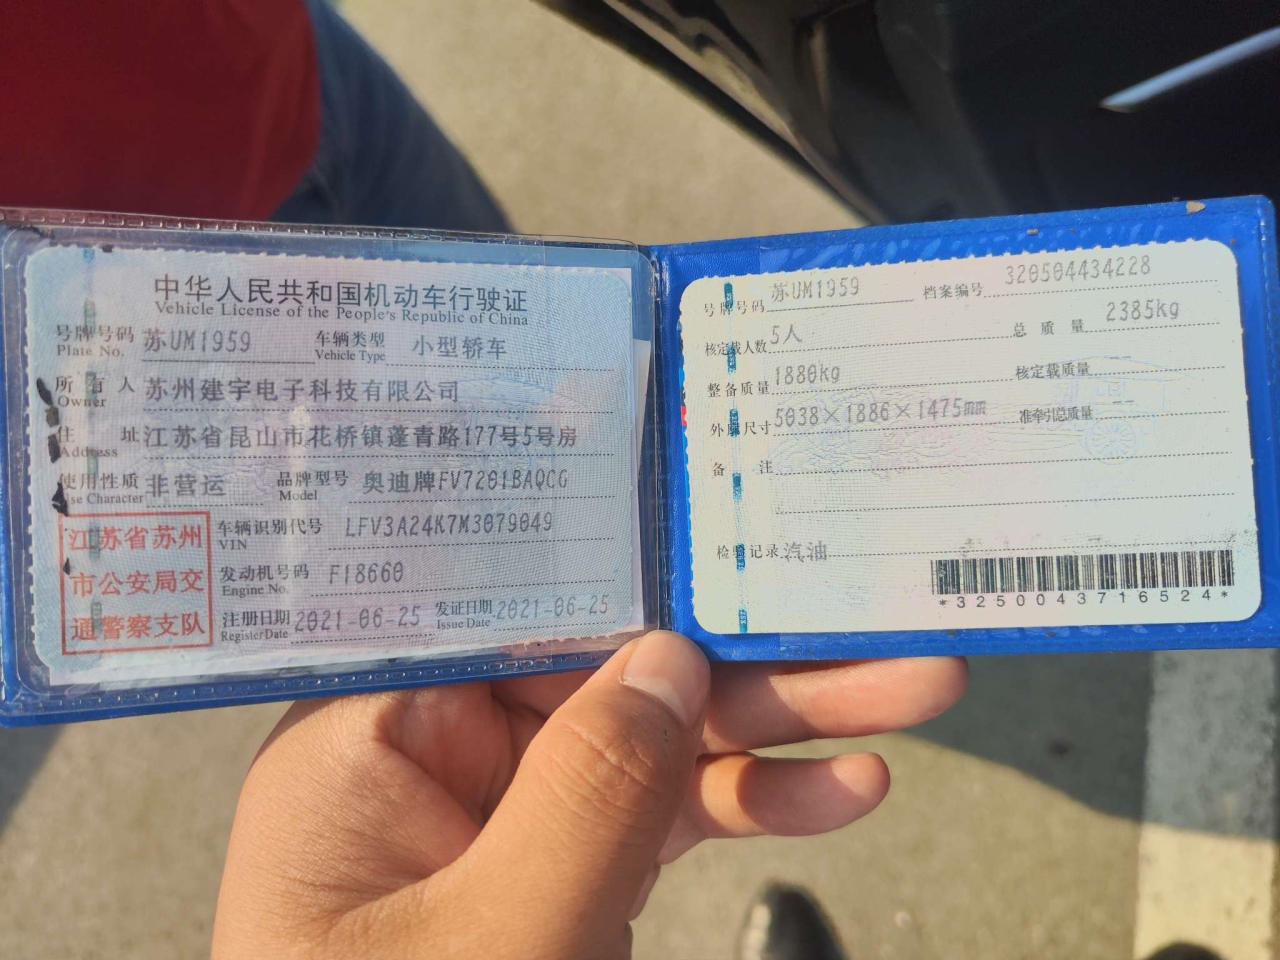 中华人民共和国机动车行驶证
Vehicle License of the People's Republic of China
号牌号码 苏UM1959 车辆类型 小型轿车
Plate No. Vehicle Type
所有人 苏州建宇电子科技有限公司
Owner
住址 江苏省昆山市花桥镇蓬青路177号5号房
Address
使用性质 非营运 品牌型号 奥迪牌FV7201BAQCG
Use Character Model
江苏省苏州
市公安局交
通警察支队
车辆识别代号 LFV3A24K7M3079049
VIN
发动机号码 F18660
Engine No.
注册日期 2021-06-25 发证日期 2021-06-25
Register Date Issue Date
号牌号码 苏UM1959 档案编号 320504434228
核定载人数 5人 总质量 2385kg
整备质量 1880kg 核定载质量 --
外廓尺寸 5038×1886×1475mm 准牵引总质量 --
备注
检验记录 汽油
*3250043716524*